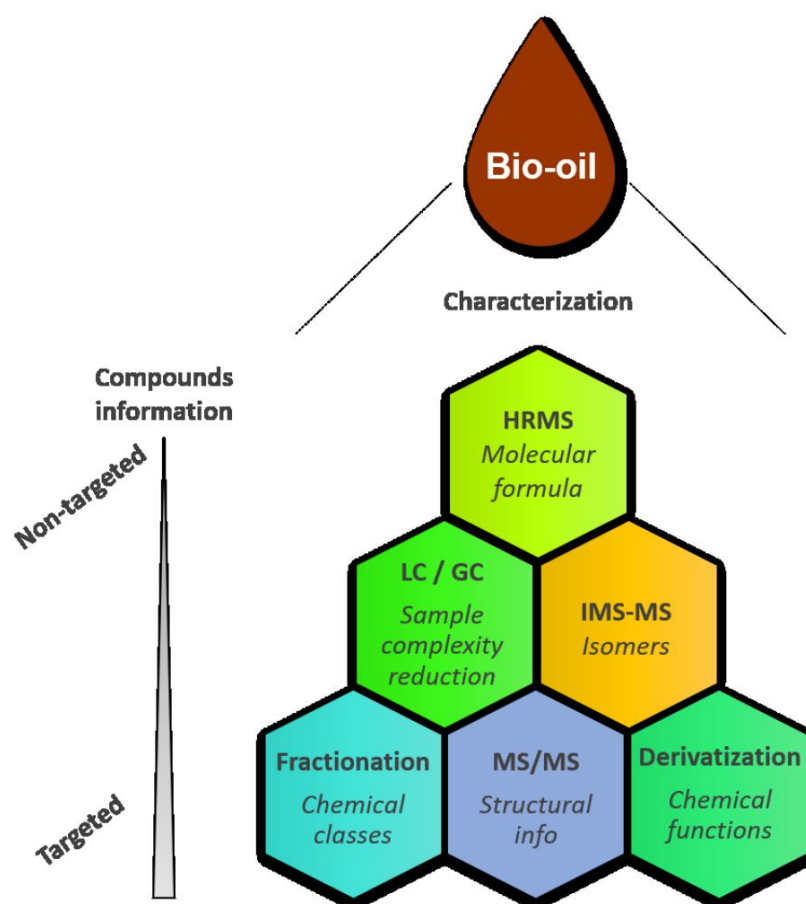 Bio-oil
Characterization
Compounds
information
Non-targeted
Targeted
HRMS
Molecular
formula
LC / GC
Sample
complexity
reduction
IMS-MS
Isomers
Fractionation
Chemical
classes
MS/MS
Structural
info
Derivatization
Chemical
functions